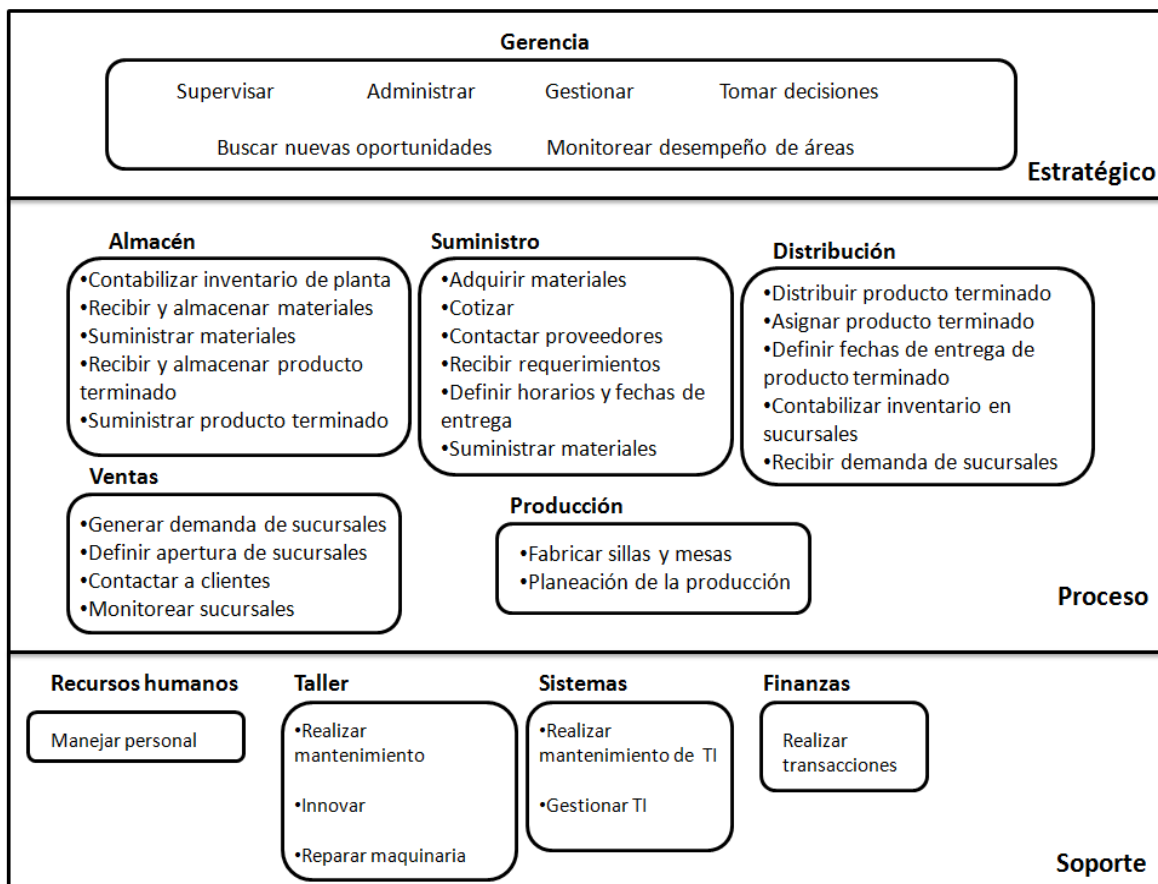 Gerencia
Supervisar Administrar Gestionar Tomar decisiones
Buscar nuevas oportunidades Monitorear desempeño de áreas
Estratégico
Almacén
•Contabilizar inventario de planta
•Recibir y almacenar materiales
•Suministrar materiales
•Recibir y almacenar producto
terminado
•Suministrar producto terminado
Suministro
•Adquirir materiales
•Cotizar
•Contactar proveedores
•Recibir requerimientos
•Definir horarios y fechas de
entrega
•Suministrar materiales
Distribución
•Distribuir producto terminado
•Asignar producto terminado
•Definir fechas de entrega de
producto terminado
•Contabilizar inventario en
sucursales
•Recibir demanda de sucursales
Ventas
•Generar demanda de sucursales
•Definir apertura de sucursales
•Contactar a clientes
•Monitorear sucursales
Producción
•Fabricar sillas y mesas
•Planeación de la producción
Proceso
Recursos humanos
Manejar personal
Taller
•Realizar
mantenimiento
•Innovar
•Reparar maquinaria
Sistemas
•Realizar
mantenimiento de TI
•Gestionar TI
Finanzas
Realizar
transacciones
Soporte